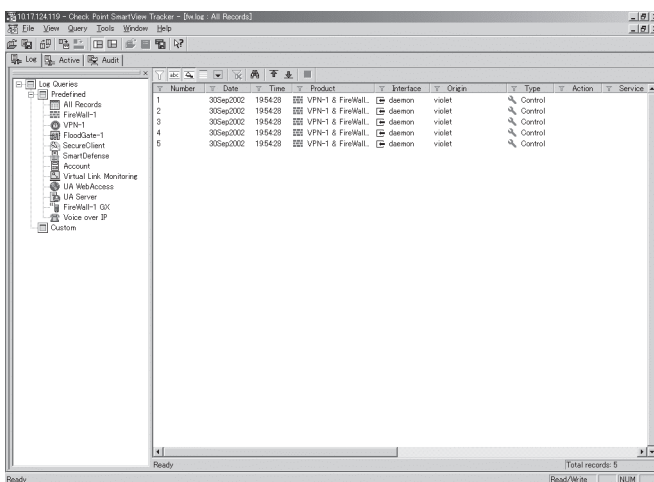 10.17.124.119 - Check Point SmartView Tracker - [fw.log : All Records]
File View Query Tools Window Help
Log Active Audit
Log Queries
Predefined
All Records
FireWall-1
VPN-1
FloodGate-1
SecureClient
SmartDefense
Account
Virtual Link Monitoring
UA WebAccess
UA Server
FireWall-1 GX
Voice over IP
Custom
abc
Number Date Time Product Interface Origin Type Action Service
1 30Sep2002 19:54:28 VPN-1 & FireWall... daemon violet Control
2 30Sep2002 19:54:28 VPN-1 & FireWall... daemon violet Control
3 30Sep2002 19:54:28 VPN-1 & FireWall... daemon violet Control
4 30Sep2002 19:54:28 VPN-1 & FireWall... daemon violet Control
5 30Sep2002 19:54:28 VPN-1 & FireWall... daemon violet Control
Ready Total records: 5
Ready Read/Write NUM